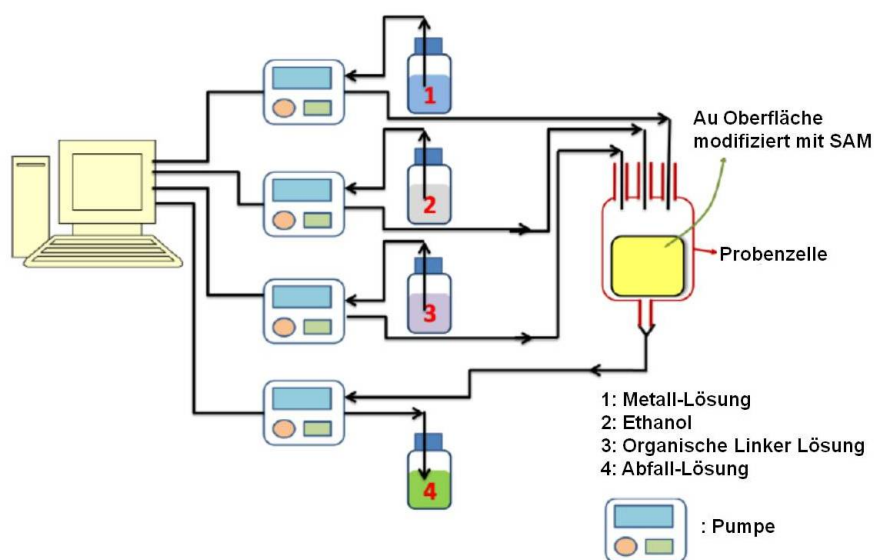 1
Au Oberfläche
modifiziert mit SAM
2
Probenzelle
3
1: Metall-Lösung
2: Ethanol
3: Organische Linker Lösung
4: Abfall-Lösung
4
: Pumpe